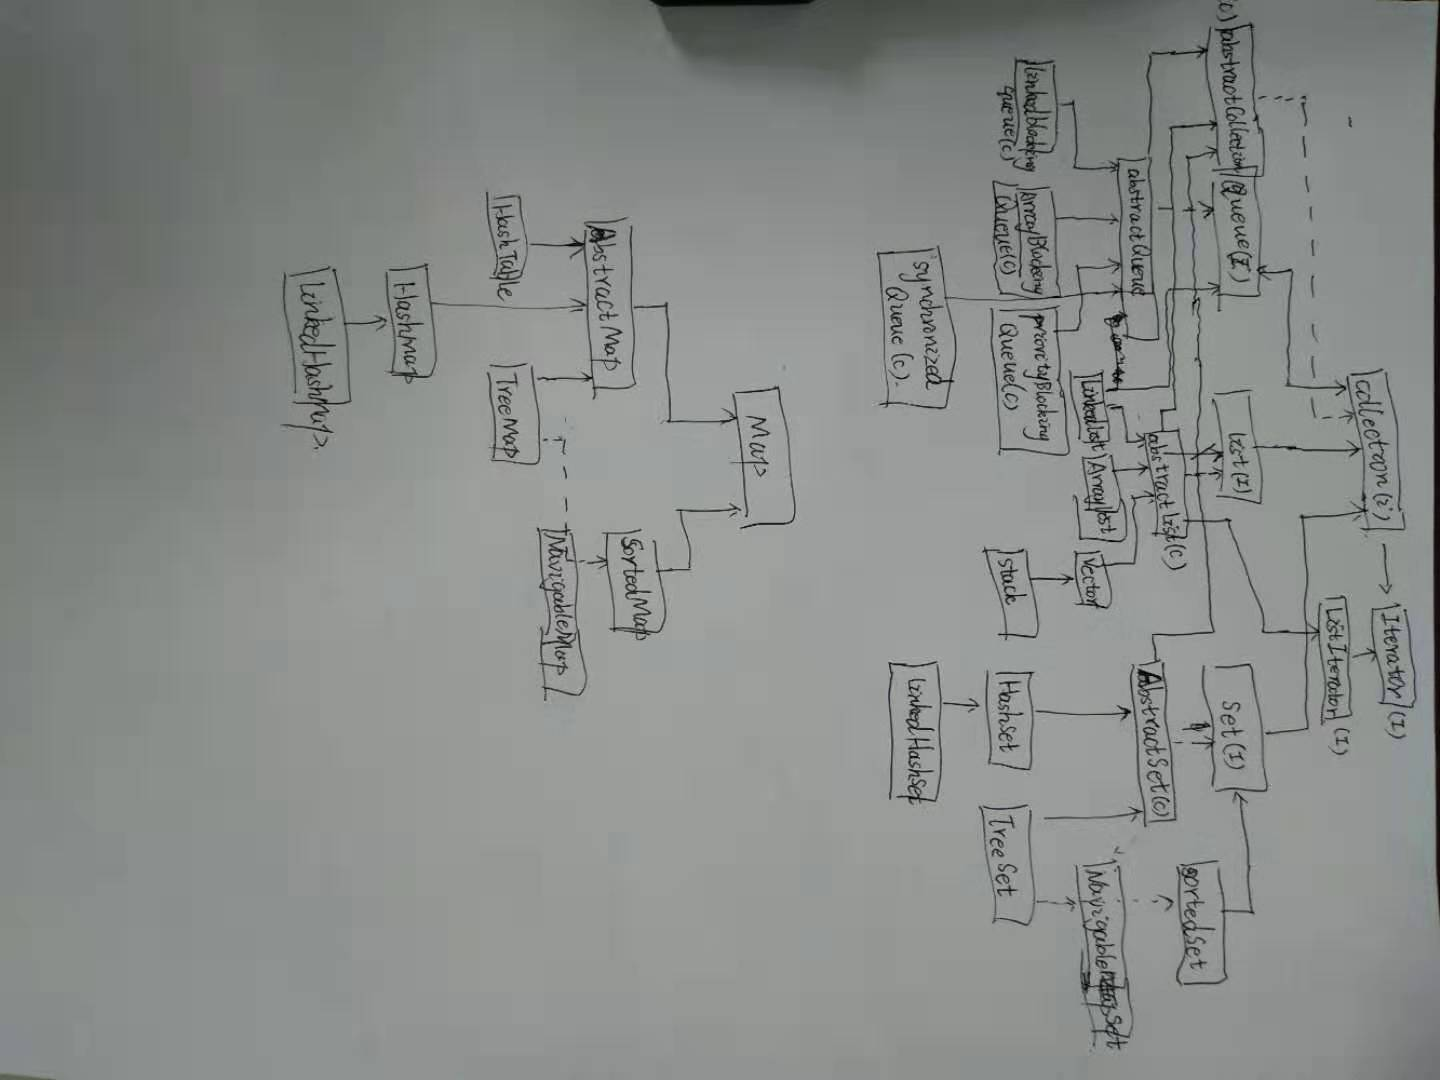 collection(i)
Iterator(I)
ListIterator(I)
(c)
abstractCollection
Queue(I)
List(I)
Set(I)
sortedSet
abstractQueue
abstractList(c)
AbstractSet(c)
NavigableSet
linkedblocking
queue(c)
ArrayBlocking
Queue(c)
priorityBlocking
Queue(c)
LinkedList
ArrayList
Vector
stack
HashSet
TreeSet
synchronized
Queue(c).
LinkedHashSet
Map
AbstractMap
SortedMap
NavigableMap
HashTable
TreeMap
HashMap
LinkedHashMap